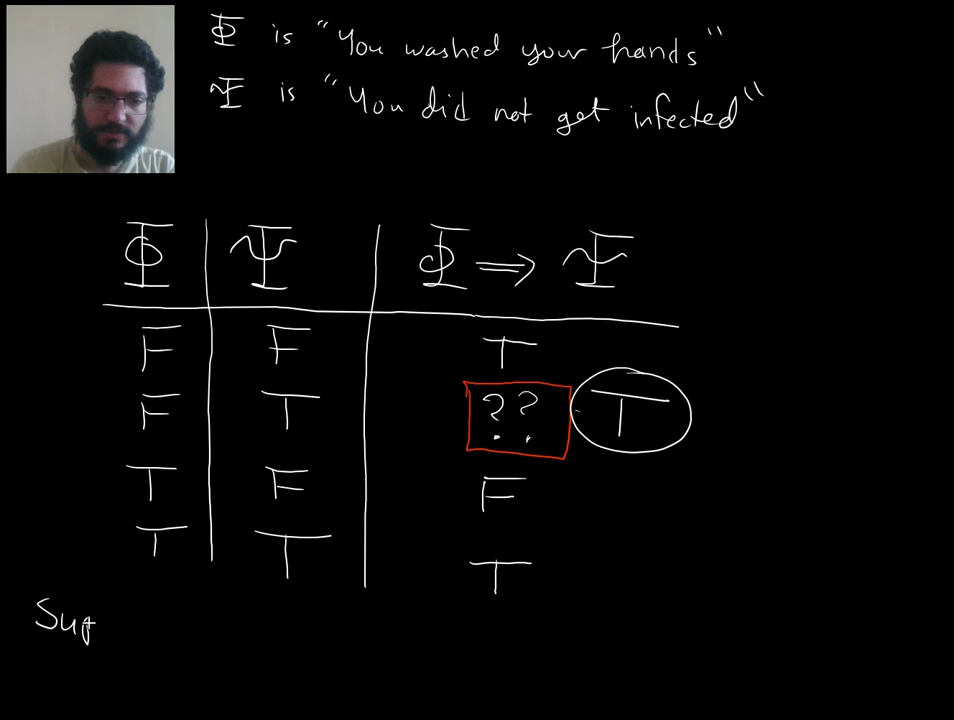 Φ is "You washed your hands"
Ψ is "You did not get infected"
Φ Ψ Φ ⟹ Ψ
F F T
F T ?? T
T F F
T T T
Sup